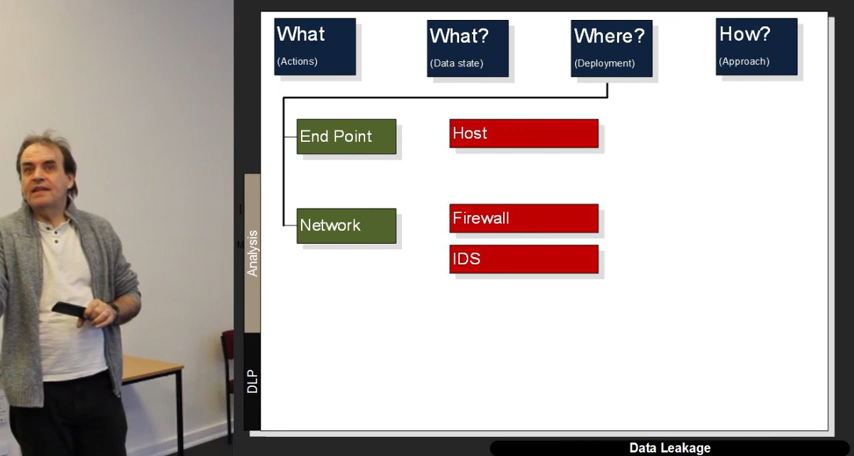 What
(Actions)
What?
(Data state)
Where?
(Deployment)
How?
(Approach)
End Point
Host
Network
Firewall
IDS
Analysis
DLP
Data Leakage